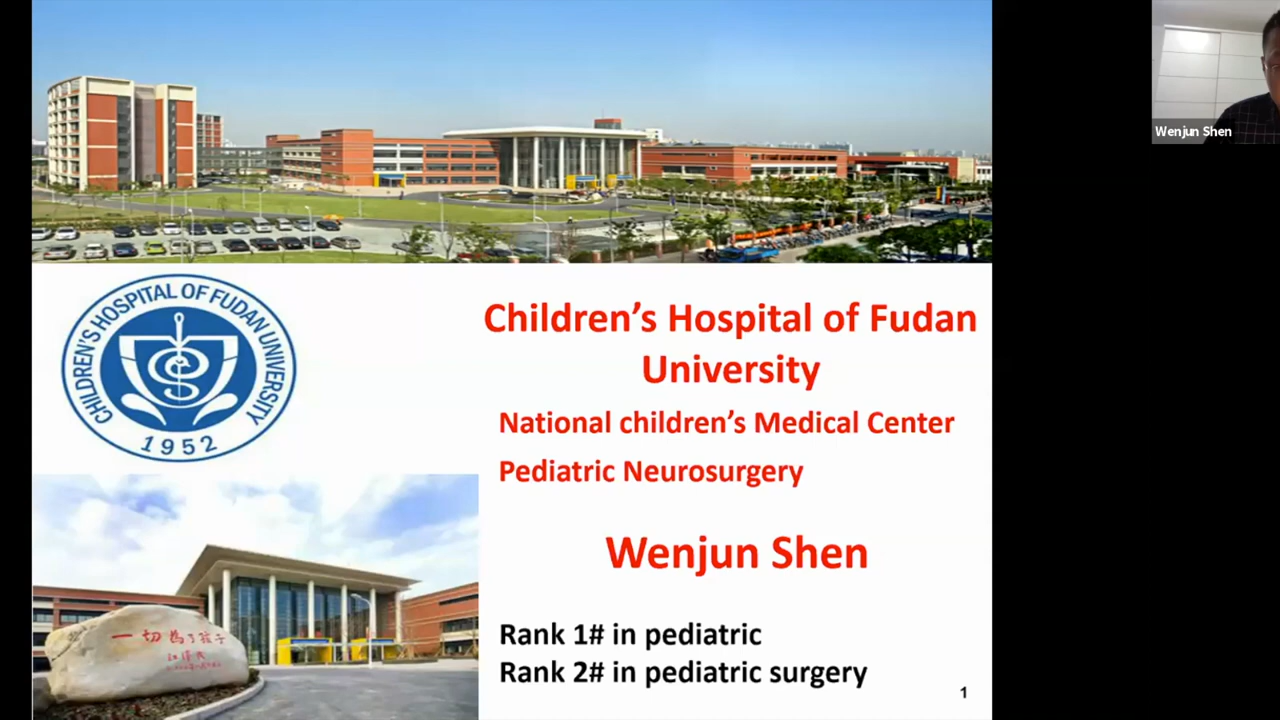 Wenjun Shen
CHILDREN'S HOSPITAL OF FUDAN UNIVERSITY
1952
Children's Hospital of Fudan
University
National children's Medical Center
Pediatric Neurosurgery
Wenjun Shen
一切为了孩子
Rank 1# in pediatric
Rank 2# in pediatric surgery
1